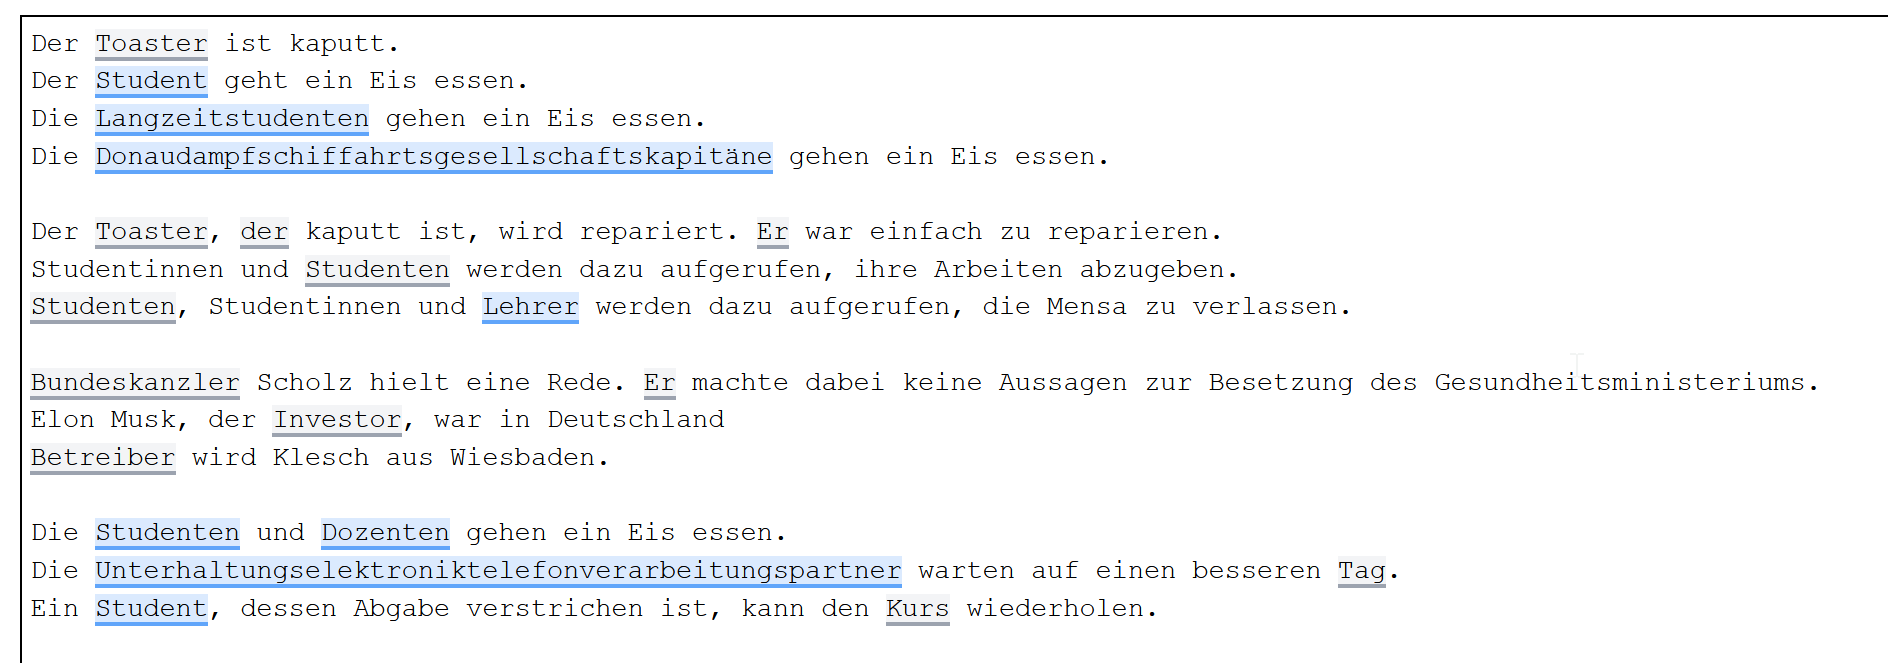 Der Toaster ist kaputt.
Der Student geht ein Eis essen.
Die Langzeitstudenten gehen ein Eis essen.
Die Donaudampfschiffahrtsgesellschaftskapitäne gehen ein Eis essen.
Der Toaster, der kaputt ist, wird repariert. Er war einfach zu reparieren.
Studentinnen und Studenten werden dazu aufgerufen, ihre Arbeiten abzugeben.
Studenten, Studentinnen und Lehrer werden dazu aufgerufen, die Mensa zu verlassen.
Bundeskanzler Scholz hielt eine Rede. Er machte dabei keine Aussagen zur Besetzung des Gesundheitsministeriums.
Elon Musk, der Investor, war in Deutschland
Betreiber wird Klesch aus Wiesbaden.
Die Studenten und Dozenten gehen ein Eis essen.
Die Unterhaltungselektroniktelefonverarbeitungspartner warten auf einen besseren Tag.
Ein Student, dessen Abgabe verstrichen ist, kann den Kurs wiederholen.